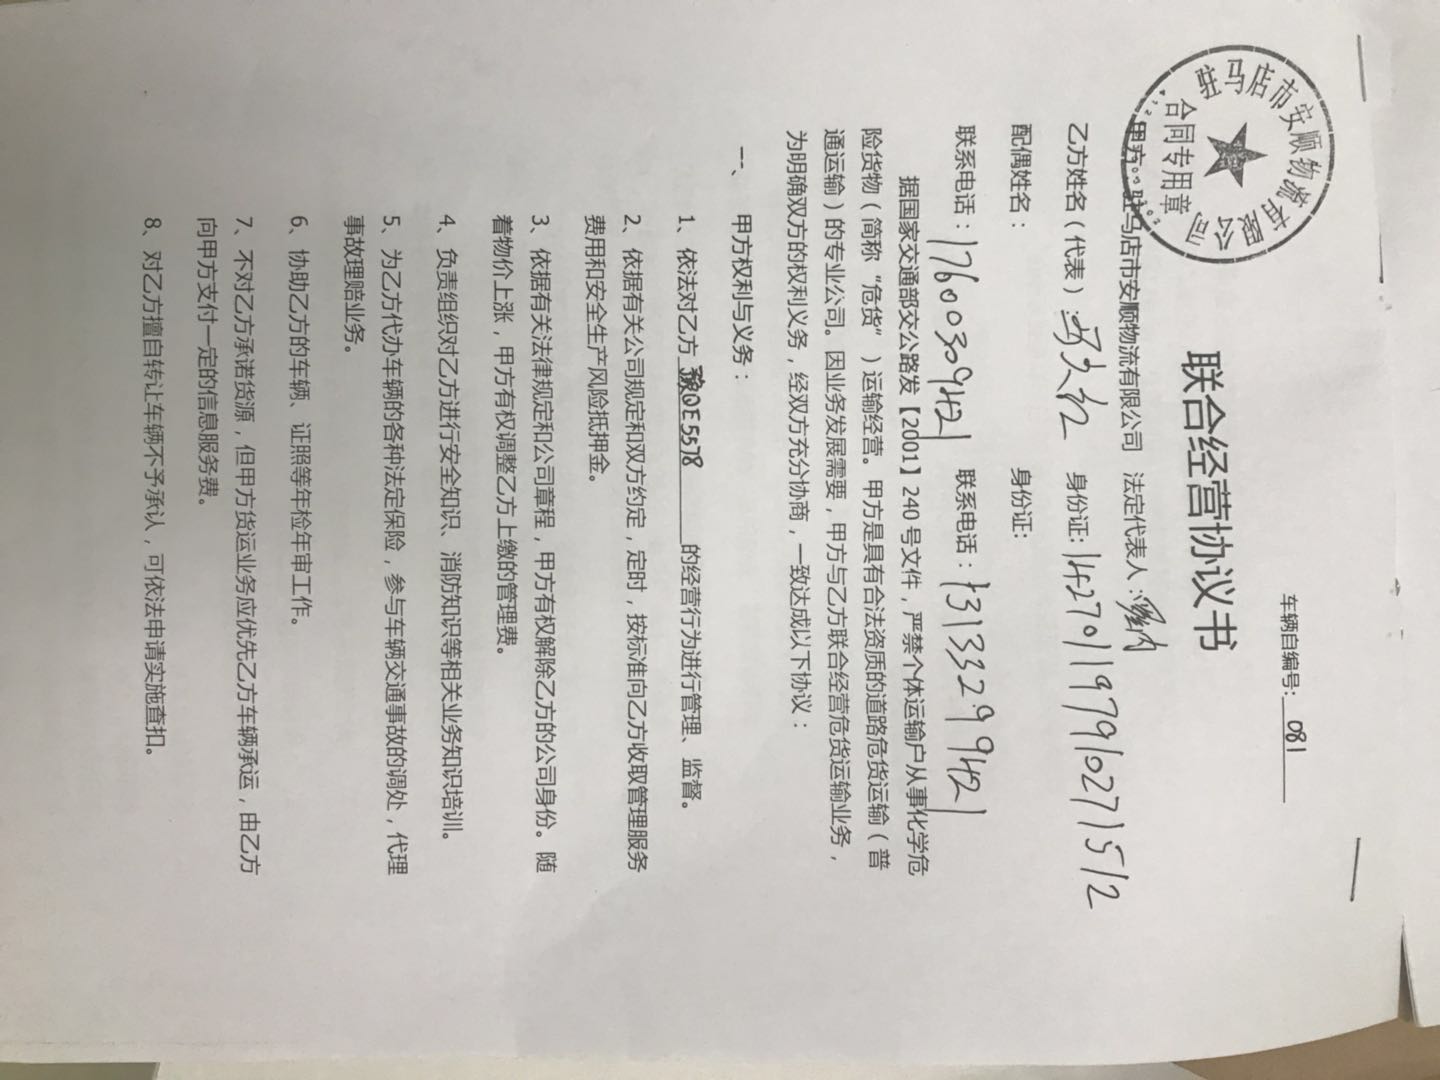 车辆自编号: 081
联合经营协议书
甲方：驻马店市安顺物流有限公司 法定代表人：
乙方姓名（代表） 身份证: 142701197910271512
配偶姓名： 身份证:
联系电话：17600309421 联系电话：13133299421
据国家交通部交公路发【2001】240号文件，严禁个体运输户从事化学危
险货物（简称“危货”）运输经营。甲方是具有合法资质的道路危货运输（普
通运输）的专业公司。因业务发展需要，甲方与乙方联合经营危货运输业务，
为明确双方的权利义务，经双方充分协商，一致达成以下协议：
一、 甲方权利与义务：
1、依法对乙方 豫QE5578 的经营行为进行管理、监督。
2、依据有关公司规定和双方约定，定时，按标准向乙方收取管理服务
费用和安全生产风险抵押金。
3、依据有关法律规定和公司章程，甲方有权解除乙方的公司身份。随
着物价上涨，甲方有权调整乙方上缴的管理费。
4、负责组织对乙方进行安全知识、消防知识等相关业务知识培训。
5、为乙方代办车辆的各种法定保险，参与车辆交通事故的调处，代理
事故理赔业务。
6、协助乙方的车辆、证照等年检年审工作。
7、不对乙方承诺货源，但甲方货运业务应优先乙方车辆承运，由乙方
向甲方支付一定的信息服务费。
8、对乙方擅自转让车辆不予承认，可依法申请实施查扣。
驻马店市安顺物流有限公司
合同专用章